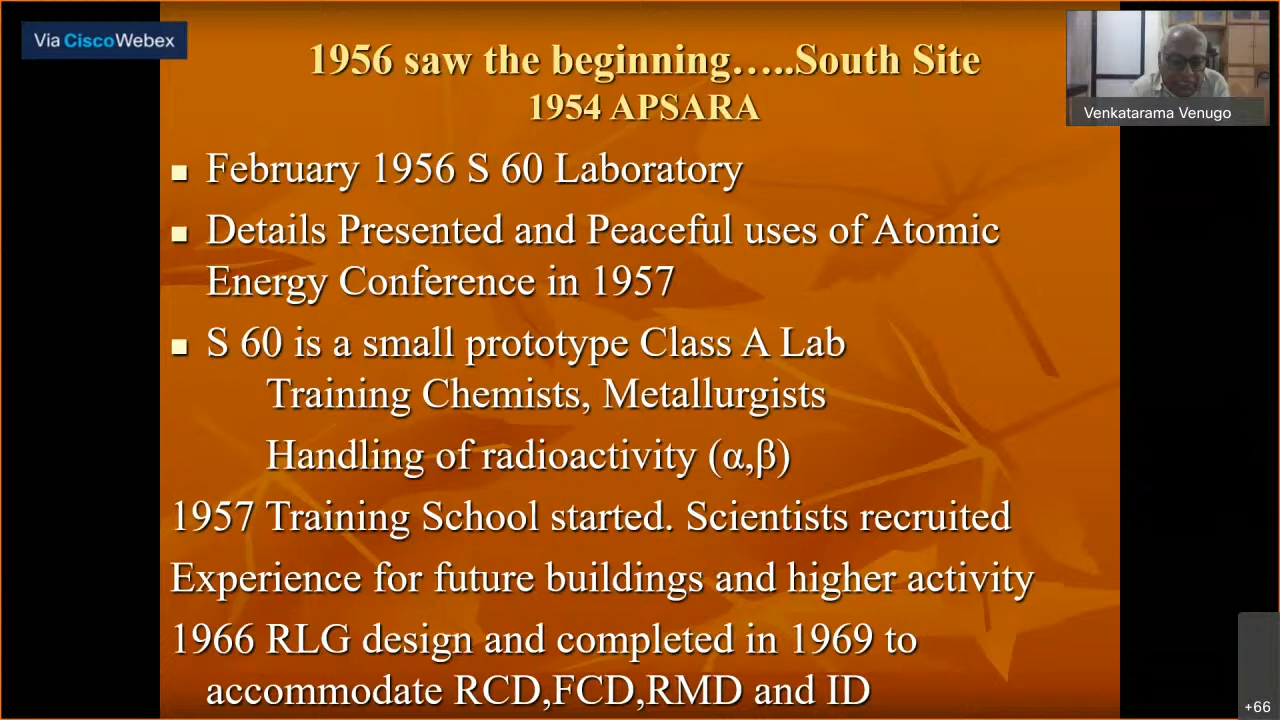 Via CiscoWebex
1956 saw the beginning…..South Site
1954 APSARA
Venkatarama Venugo
February 1956 S 60 Laboratory
Details Presented and Peaceful uses of Atomic
Energy Conference in 1957
S 60 is a small prototype Class A Lab
Training Chemists, Metallurgists
Handling of radioactivity (α,β)
1957 Training School started. Scientists recruited
Experience for future buildings and higher activity
1966 RLG design and completed in 1969 to
accommodate RCD,FCD,RMD and ID
+66